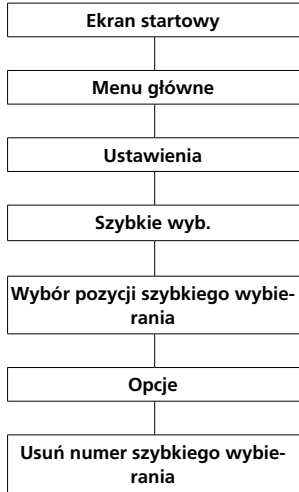 Ekran startowy
Menu główne
Ustawienia
Szybkie wyb.
Wybór pozycji szybkiego wybie-
rania
Opcje
Usuń numer szybkiego wybie-
rania